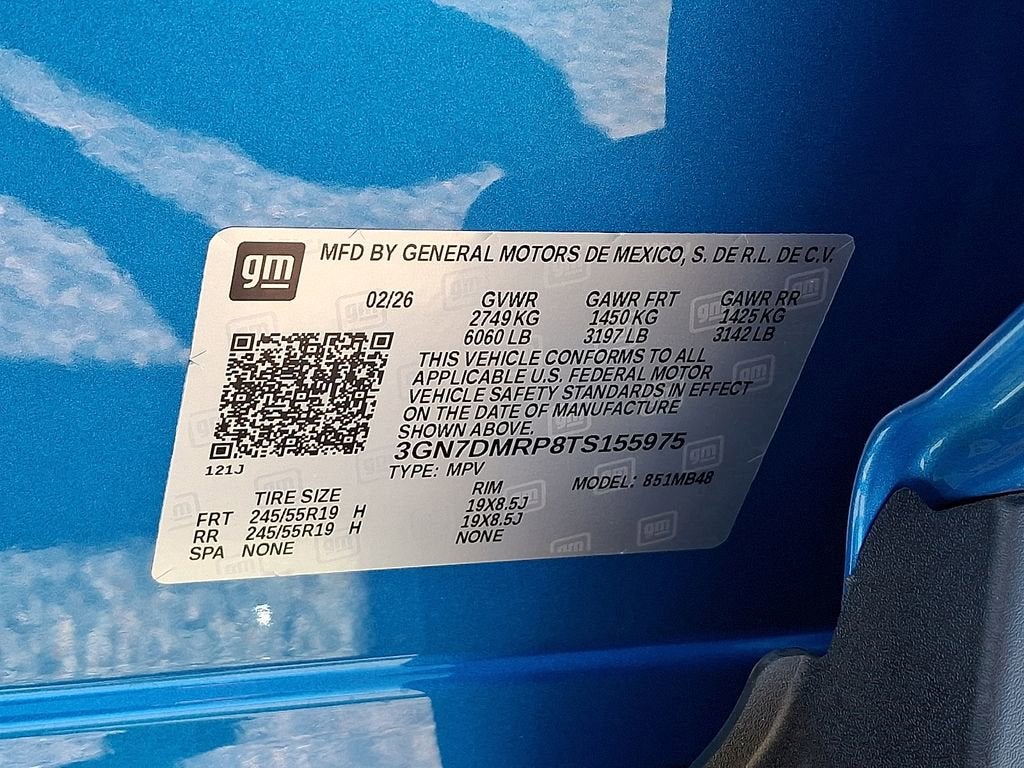 gm MFD BY GENERAL MOTORS DE MEXICO, S. DE R.L. DE C.V.
02/26 GVWR GAWR FRT GAWR RR
2749 KG 1450 KG 1425 KG
6060 LB 3197 LB 3142 LB
THIS VEHICLE CONFORMS TO ALL
APPLICABLE U.S. FEDERAL MOTOR
VEHICLE SAFETY STANDARDS IN EFFECT
ON THE DATE OF MANUFACTURE
SHOWN ABOVE.
3GN7DMRP8TS155975
121J
TYPE: MPV MODEL: 851MB48
TIRE SIZE RIM
FRT 245/55R19 H 19X8.5J
RR 245/55R19 H 19X8.5J
SPA NONE NONE